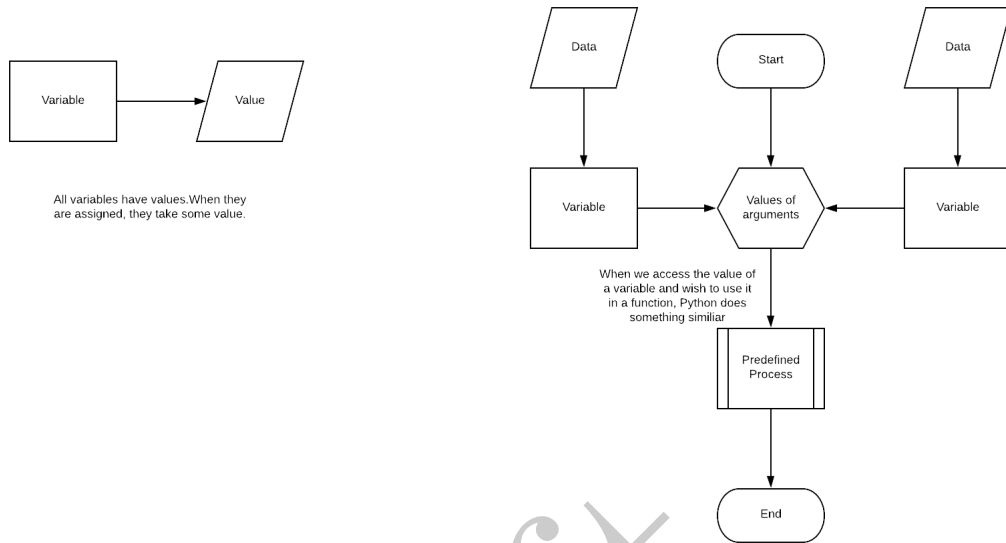 Variable
Value
All variables have values.When they
are assigned, they take some value.
Data
Start
Data
Variable
Values of
arguments
Variable
When we access the value of
a variable and wish to use it
in a function, Python does
something similiar
Predefined
Process
End